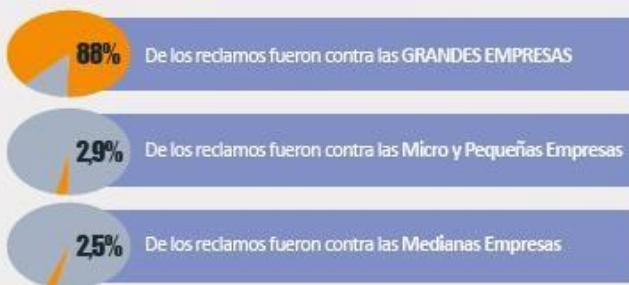 88% De los reclamos fueron contra las GRANDES EMPRESAS
2,9% De los reclamos fueron contra las Micro y Pequeñas Empresas
2,5% De los reclamos fueron contra las Medianas Empresas